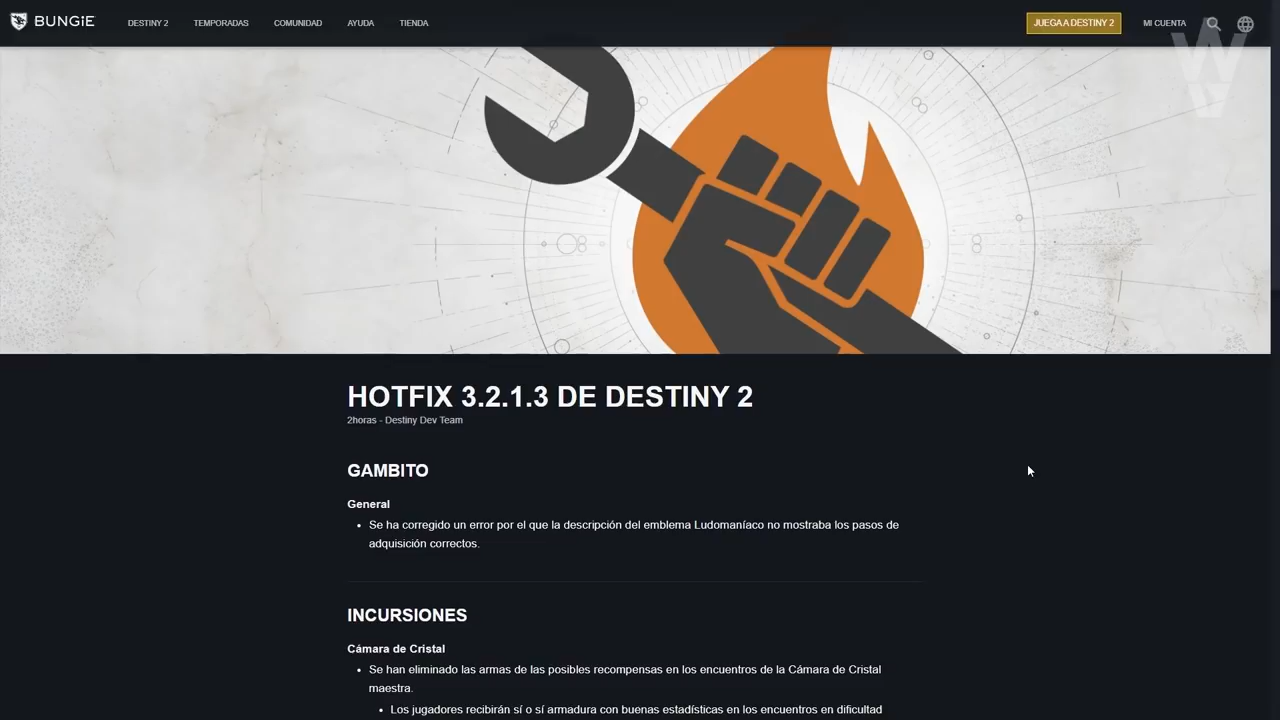 BUNGIE
DESTINY 2 TEMPORADAS COMUNIDAD AYUDA TIENDA
JUEGA A DESTINY 2 MI CUENTA
W
HOTFIX 3.2.1.3 DE DESTINY 2
2horas - Destiny Dev Team
GAMBITO
General
• Se ha corregido un error por el que la descripción del emblema Ludomaníaco no mostraba los pasos de
adquisición correctos.
INCURSIONES
Cámara de Cristal
• Se han eliminado las armas de las posibles recompensas en los encuentros de la Cámara de Cristal
maestra.
• Los jugadores recibirán sí o sí armadura con buenas estadísticas en los encuentros en dificultad